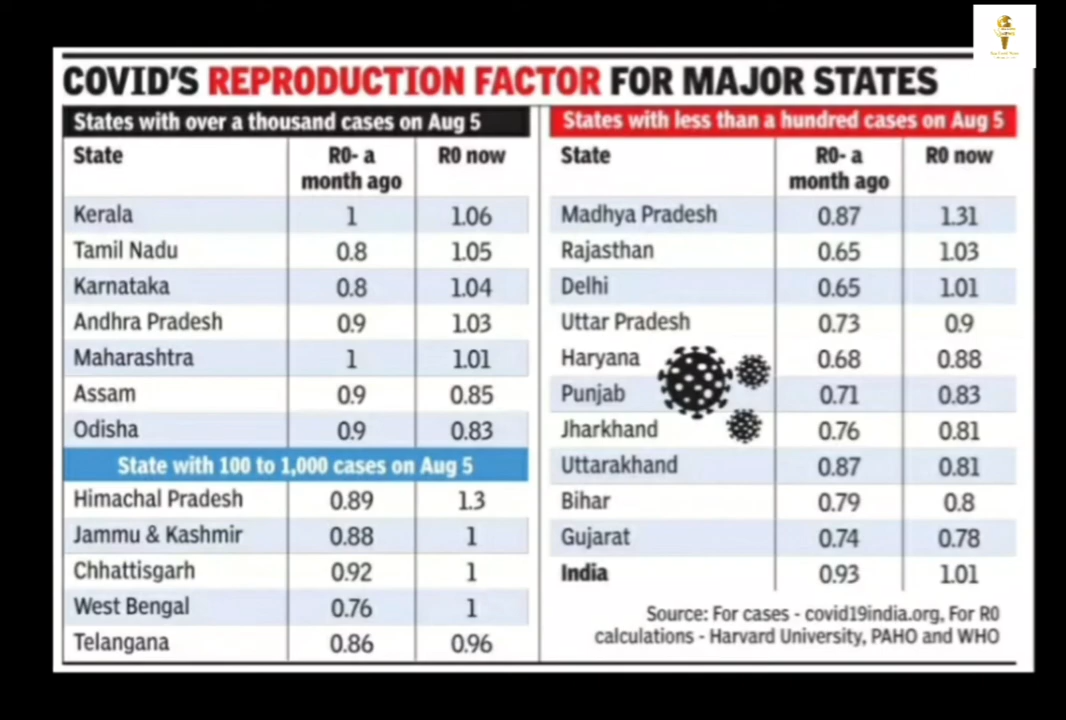 COVID'S REPRODUCTION FACTOR FOR MAJOR STATES
States with over a thousand cases on Aug 5
State R0- a month ago R0 now
Kerala 1 1.06
Tamil Nadu 0.8 1.05
Karnataka 0.8 1.04
Andhra Pradesh 0.9 1.03
Maharashtra 1 1.01
Assam 0.9 0.85
Odisha 0.9 0.83
State with 100 to 1,000 cases on Aug 5
Himachal Pradesh 0.89 1.3
Jammu & Kashmir 0.88 1
Chhattisgarh 0.92 1
West Bengal 0.76 1
Telangana 0.86 0.96
States with less than a hundred cases on Aug 5
State R0- a month ago R0 now
Madhya Pradesh 0.87 1.31
Rajasthan 0.65 1.03
Delhi 0.65 1.01
Uttar Pradesh 0.73 0.9
Haryana 0.68 0.88
Punjab 0.71 0.83
Jharkhand 0.76 0.81
Uttarakhand 0.87 0.81
Bihar 0.79 0.8
Gujarat 0.74 0.78
India 0.93 1.01
Source: For cases - covid19india.org, For R0
calculations - Harvard University, PAHO and WHO